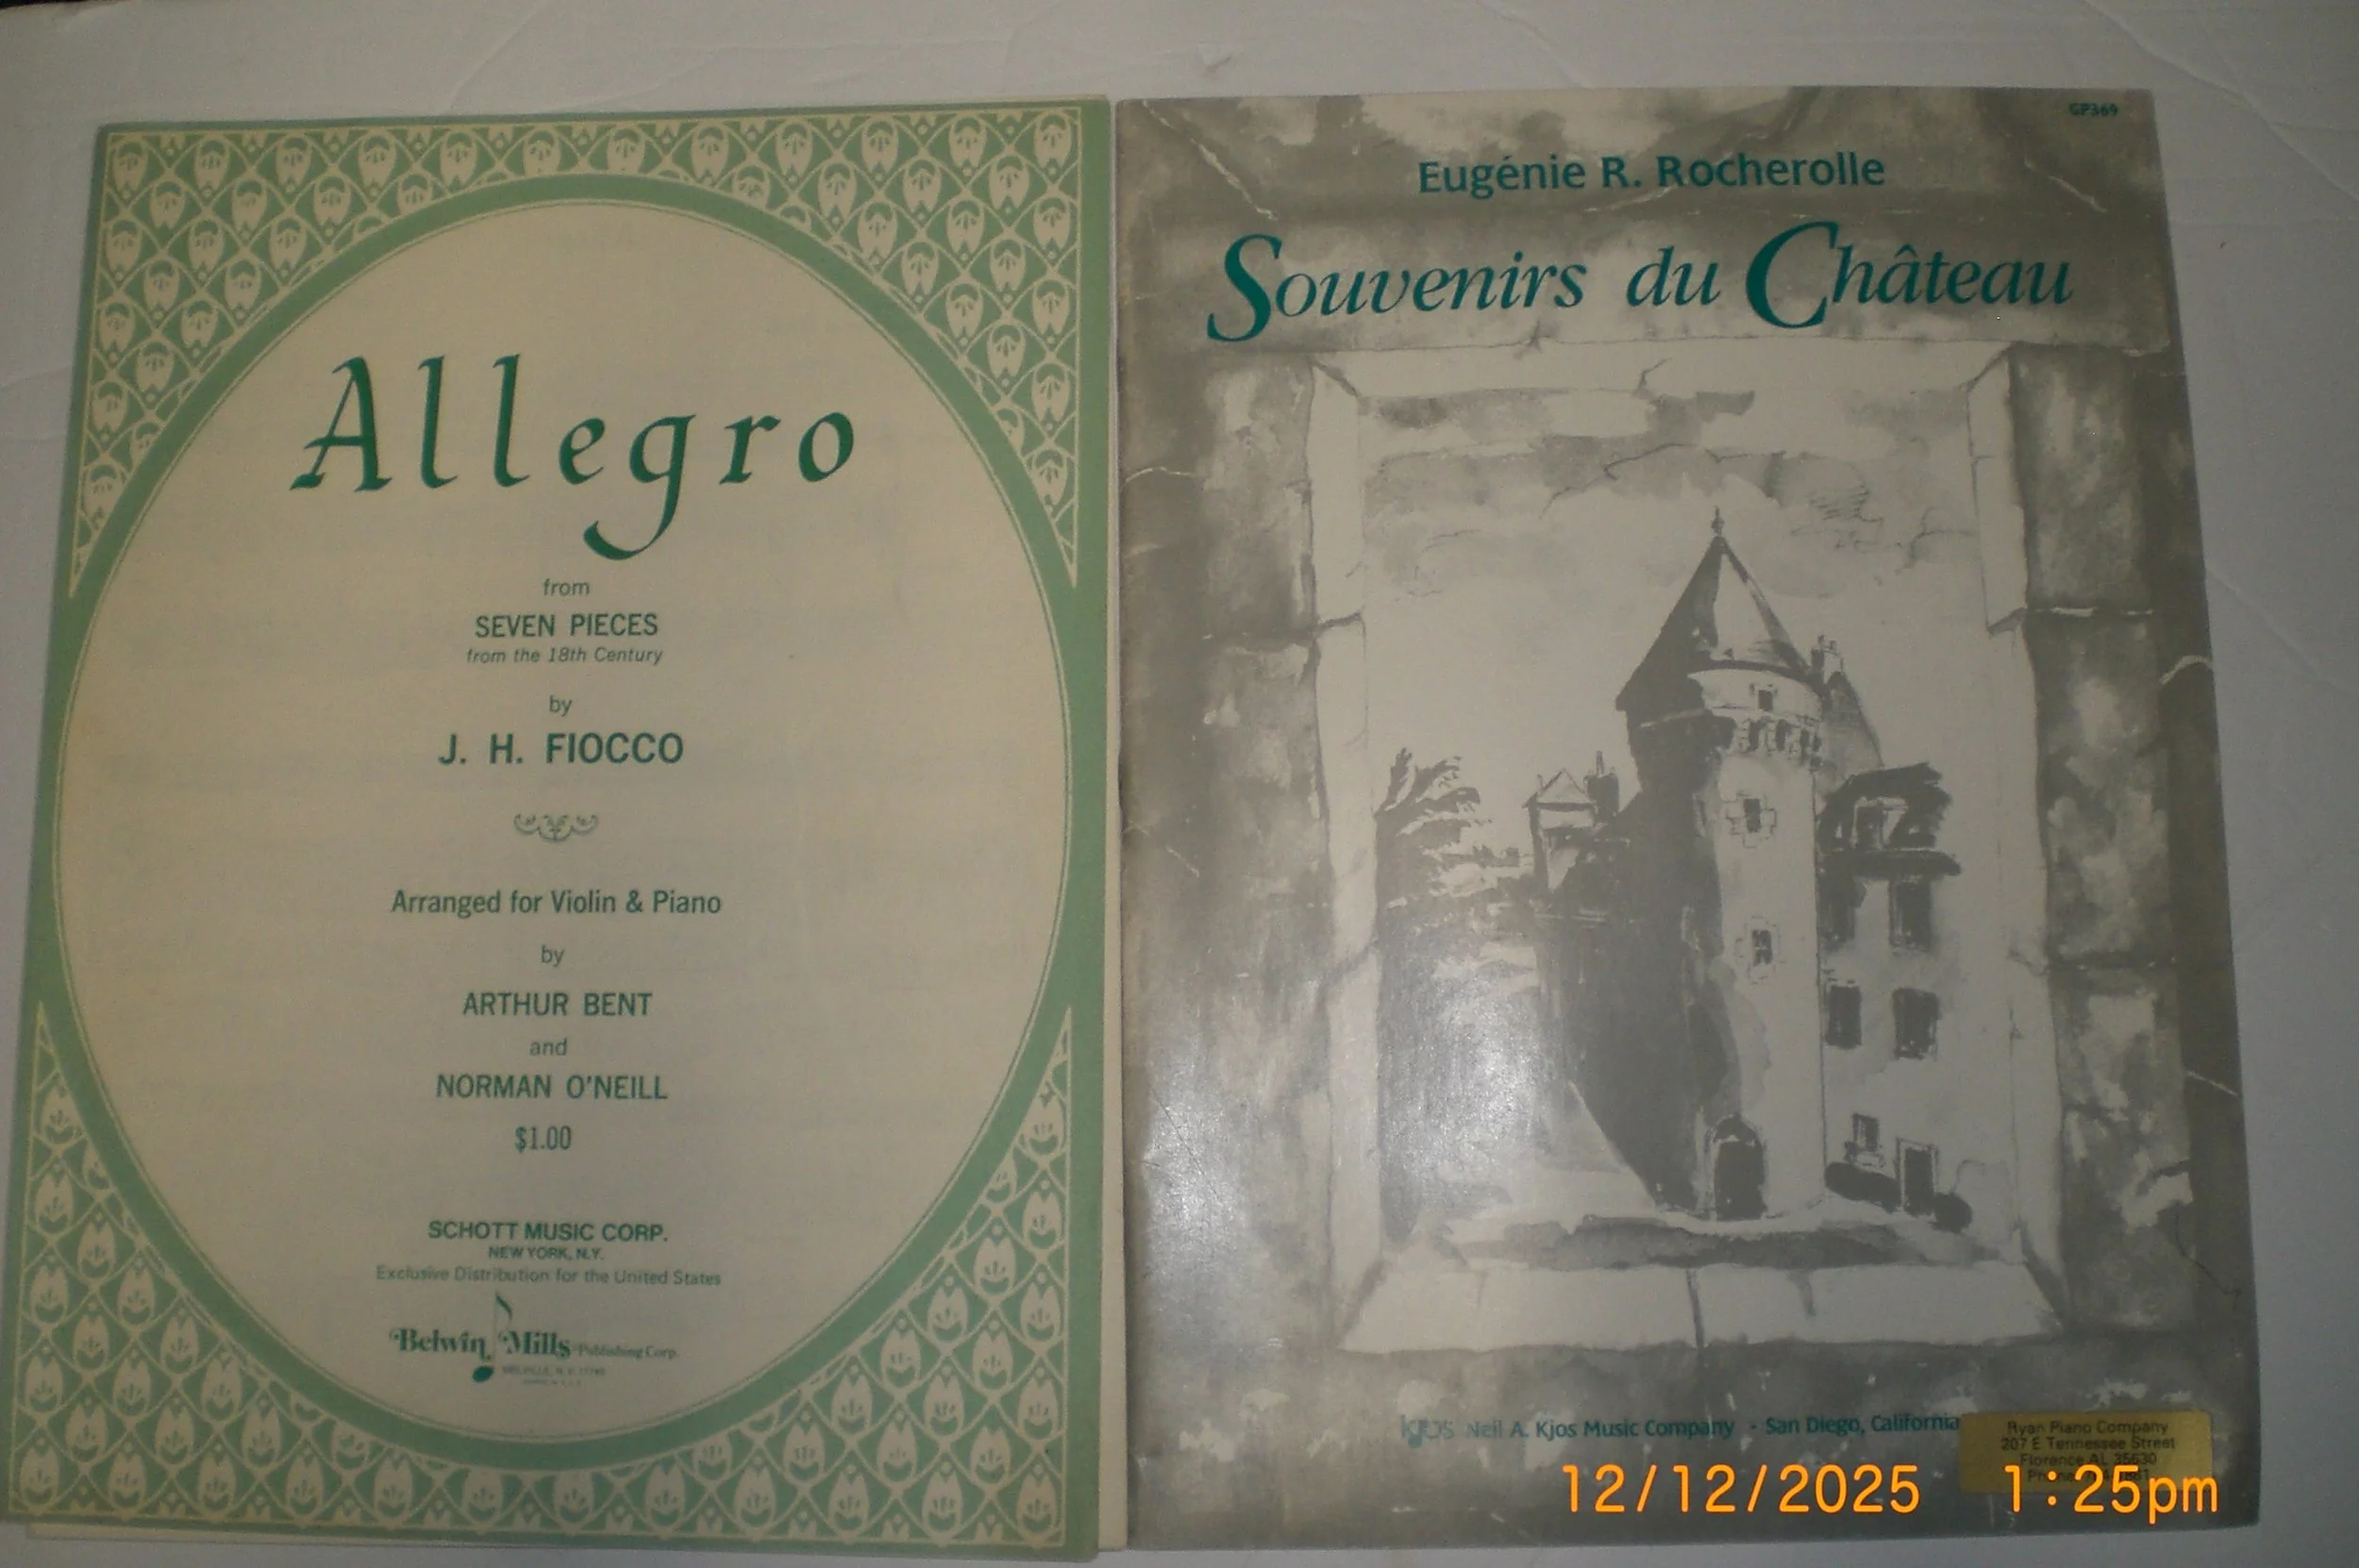 Allegro
from
SEVEN PIECES
from the 18th Century
by
J. H. FIOCCO
Arranged for Violin & Piano
by
ARTHUR BENT
and
NORMAN O'NEILL
$1.00
SCHOTT MUSIC CORP.
NEW YORK, N.Y.
Exclusive Distribution for the United States
Belwin Mills Publishing Corp.
MELVILLE, N.Y.
GP369
Eugénie R. Rocherolle
Souvenirs du Château
KJOS Neil A. Kjos Music Company - San Diego, California
Ryan Piano Company
207 E Tennessee Street
Florence AL 35630
12/12/2025 1:25pm